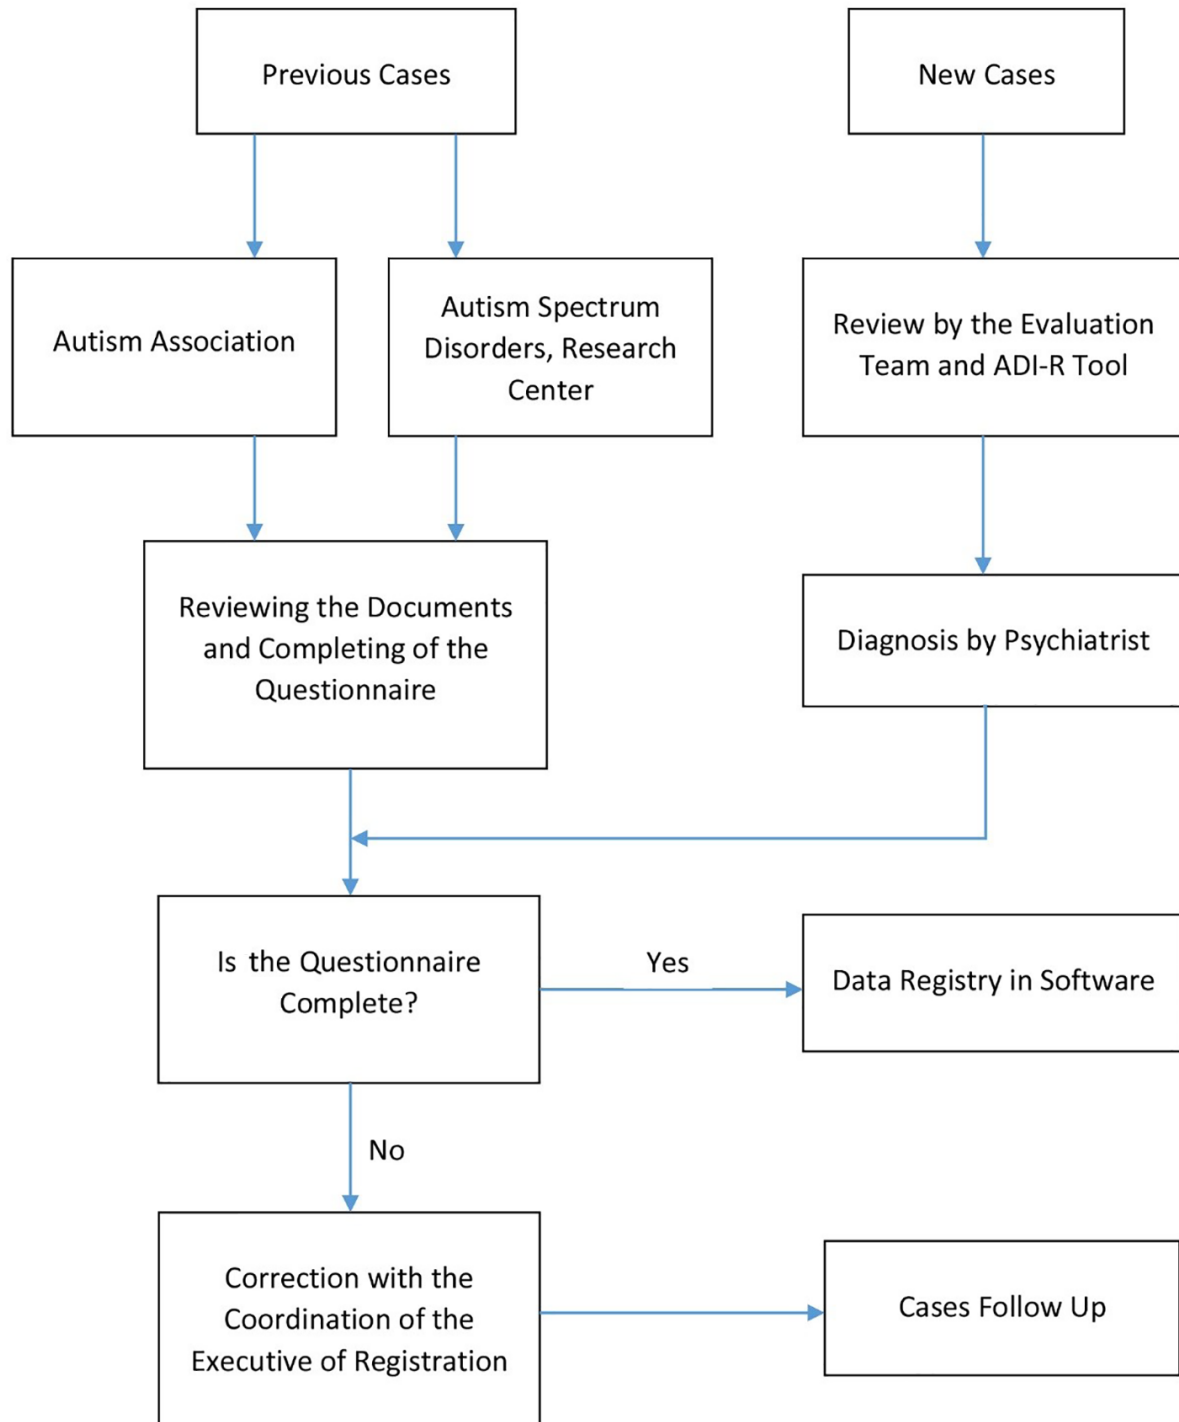 Previous Cases
New Cases
Autism Association
Autism Spectrum
Disorders, Research
Center
Review by the Evaluation
Team and ADI-R Tool
Reviewing the Documents
and Completing of the
Questionnaire
Diagnosis by Psychiatrist
Is the Questionnaire
Complete?
Yes
Data Registry in Software
No
Correction with the
Coordination of the
Executive of Registration
Cases Follow Up